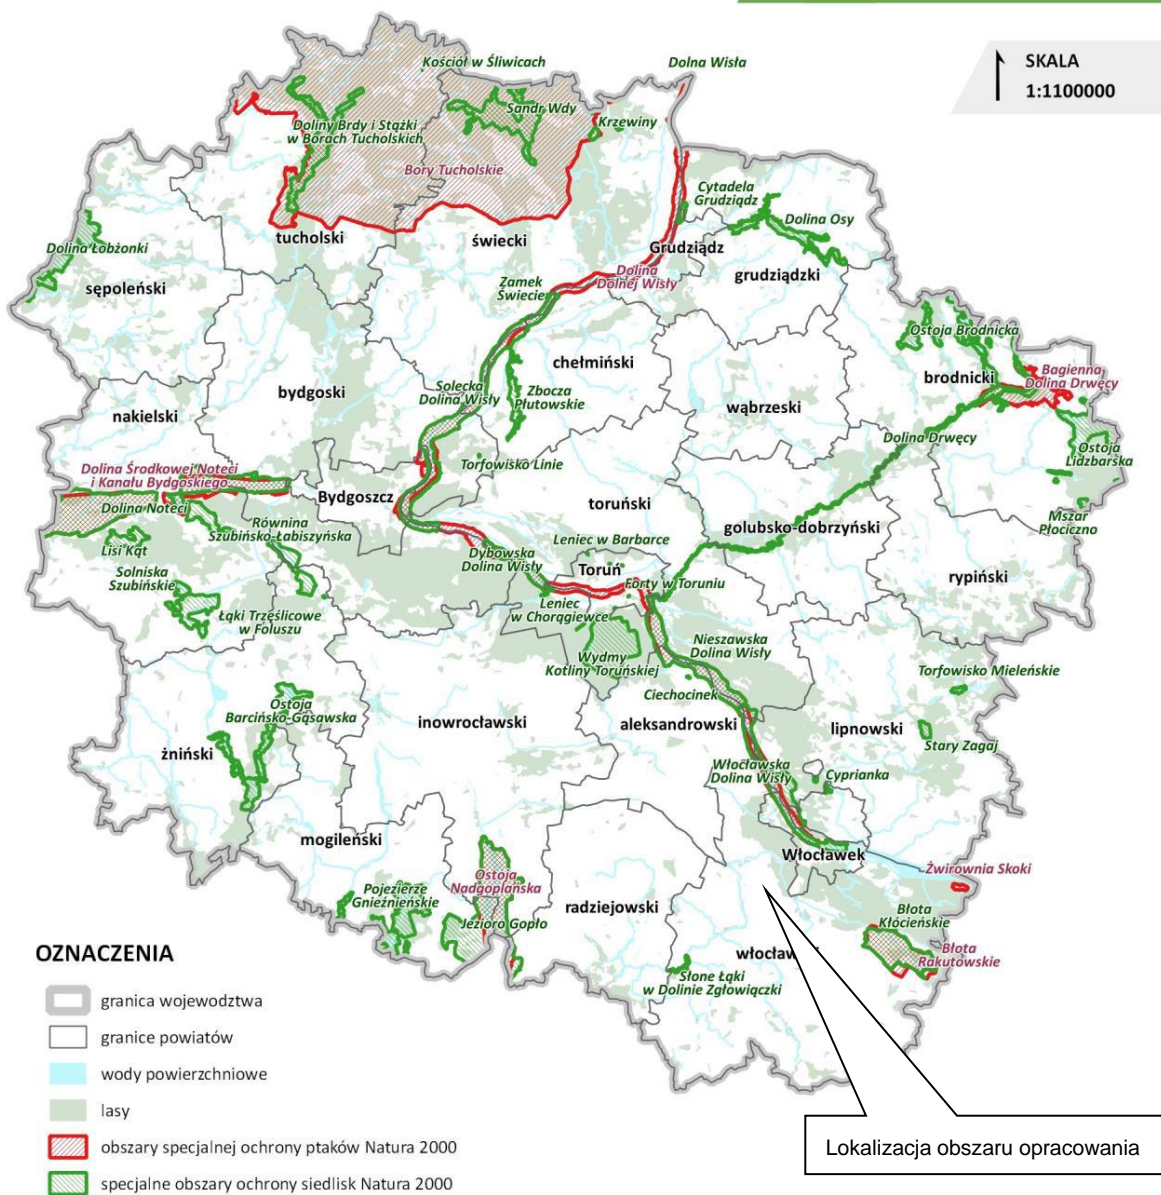 SKALA
1:1100000
Kościół w Śliwicach
Dolna Wisła
Sandr Wdy
Krzewiny
Doliny Brdy i Stążki
w Borach Tucholskich
Bory Tucholskie
Cytadela
Grudziądz
Dolina Osy
Dolina Łobżonki
tucholski
świecki
Grudziądz
grudziądzki
sępoleński
Zamek
Świecie
Dolina
Dolnej Wisły
Ostoja Brodnicka
chełmiński
brodnicki
Bagienna
Dolina Drwęcy
bydgoski
Solecka
Dolina Wisły
Zbocza
Płutowskie
wąbrzeski
nakielski
Dolina Drwęcy
Ostoja
Lidzbarska
Torfowisko Linie
Dolina Środkowej Noteci
i Kanału Bydgoskiego
Bydgoszcz
toruński
Dolina Noteci
Równina
Szubińsko-Łabiszyńska
golubsko-dobrzyński
Mszar
Płociczno
Lisi Kąt
Leniec w Barbarce
Dybowska
Dolina Wisły
Toruń
Forty w Toruniu
rypiński
Solniska
Szubińskie
Leniec
w Chorągiewce
Łąki Trzęślicowe
w Foluszu
Nieszawska
Dolina Wisły
Wydmy
Kotliny Toruńskiej
Torfowisko Mieleńskie
Ciechocinek
Ostoja
Barcińsko-Gąsawska
inowrocławski
aleksandrowski
lipnowski
żniński
Stary Zagaj
Włocławska
Dolina Wisły
Cyprianka
mogileński
Włocławek
Żwirownia Skoki
Ostoja
Nadgoplańska
Pojezierze
Gnieźnieńskie
radziejowski
Błota
Kłócieńskie
Jezioro Gopło
włocław
Błota
Rakutowskie
Słone Łąki
w Dolinie Zgłowiączki
OZNACZENIA
granica wojewodztwa
granice powiatów
wody powierzchniowe
lasy
obszary specjalnej ochrony ptaków Natura 2000
specjalne obszary ochrony siedlisk Natura 2000
Lokalizacja obszaru opracowania